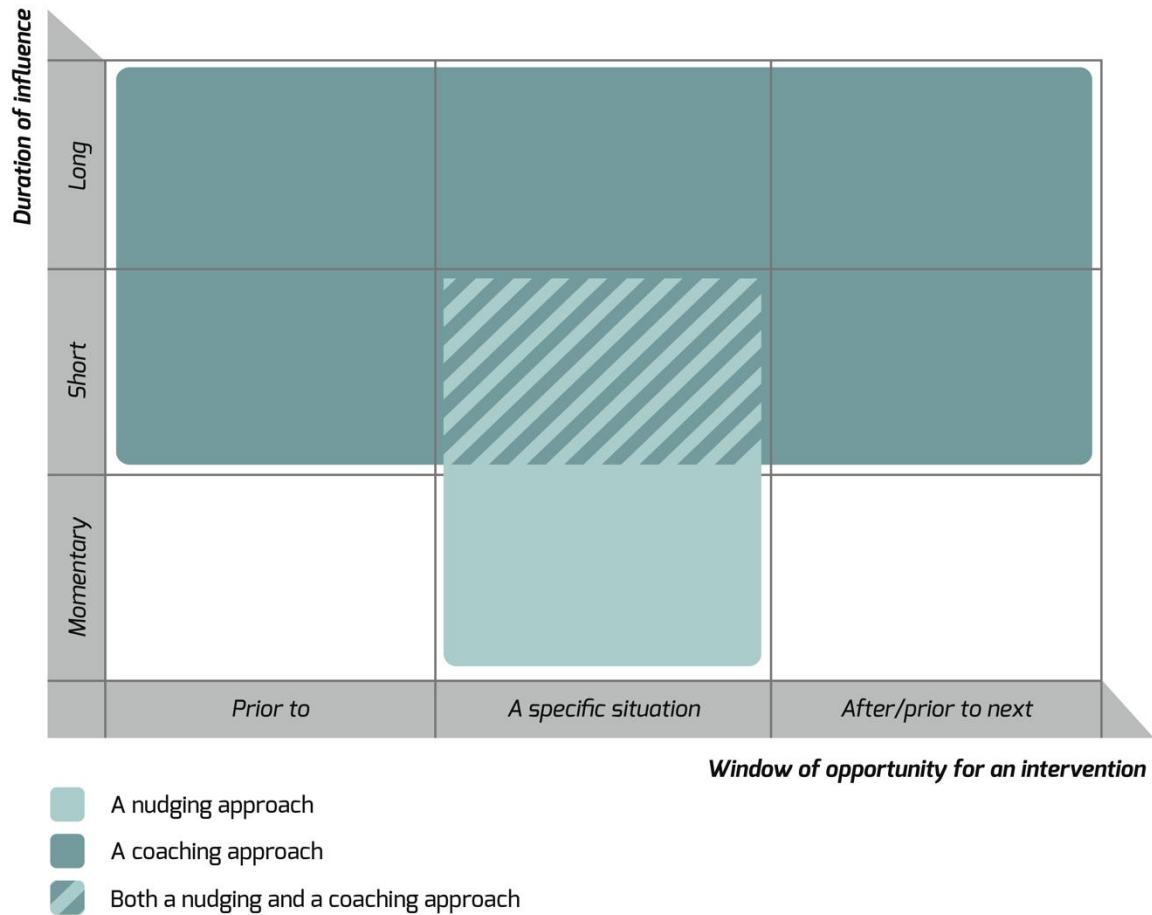 Duration of influence
Long
Short
Momentary
Prior to
A specific situation
After/prior to next
Window of opportunity for an intervention
A nudging approach
A coaching approach
Both a nudging and a coaching approach